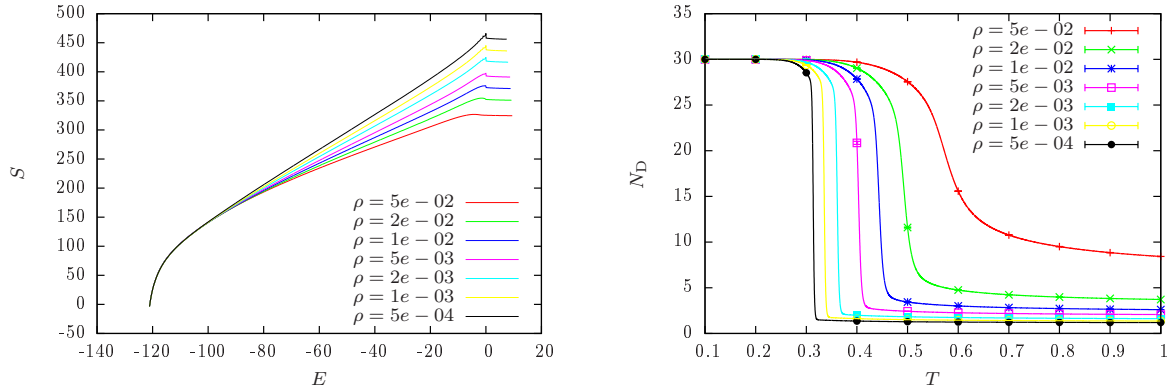 500
450
400
350
300
250
200
150
100
50
0
-50
S
-140 -120 -100 -80 -60 -40 -20 0 20
E
ρ = 5e − 02
ρ = 2e − 02
ρ = 1e − 02
ρ = 5e − 03
ρ = 2e − 03
ρ = 1e − 03
ρ = 5e − 04
35
30
25
20
15
10
5
0
N_D
0.1 0.2 0.3 0.4 0.5 0.6 0.7 0.8 0.9 1
T
ρ = 5e − 02
ρ = 2e − 02
ρ = 1e − 02
ρ = 5e − 03
ρ = 2e − 03
ρ = 1e − 03
ρ = 5e − 04